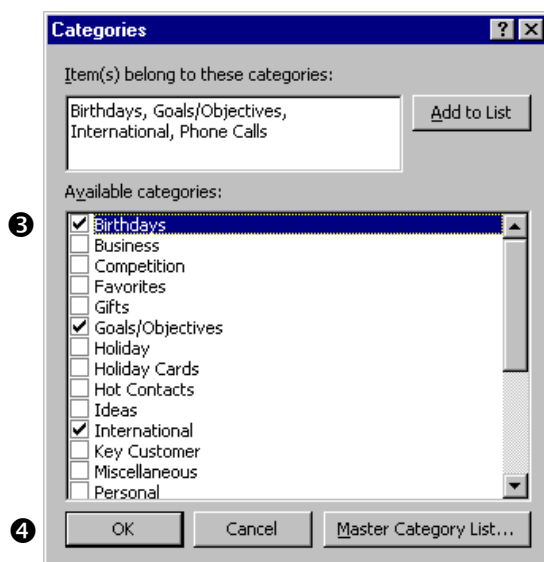 Categories
Item(s) belong to these categories:
Birthdays, Goals/Objectives,
International, Phone Calls
Add to List
Available categories:
❸
Birthdays
Business
Competition
Favorites
Gifts
Goals/Objectives
Holiday
Holiday Cards
Hot Contacts
Ideas
International
Key Customer
Miscellaneous
Personal
❹
OK
Cancel
Master Category List...